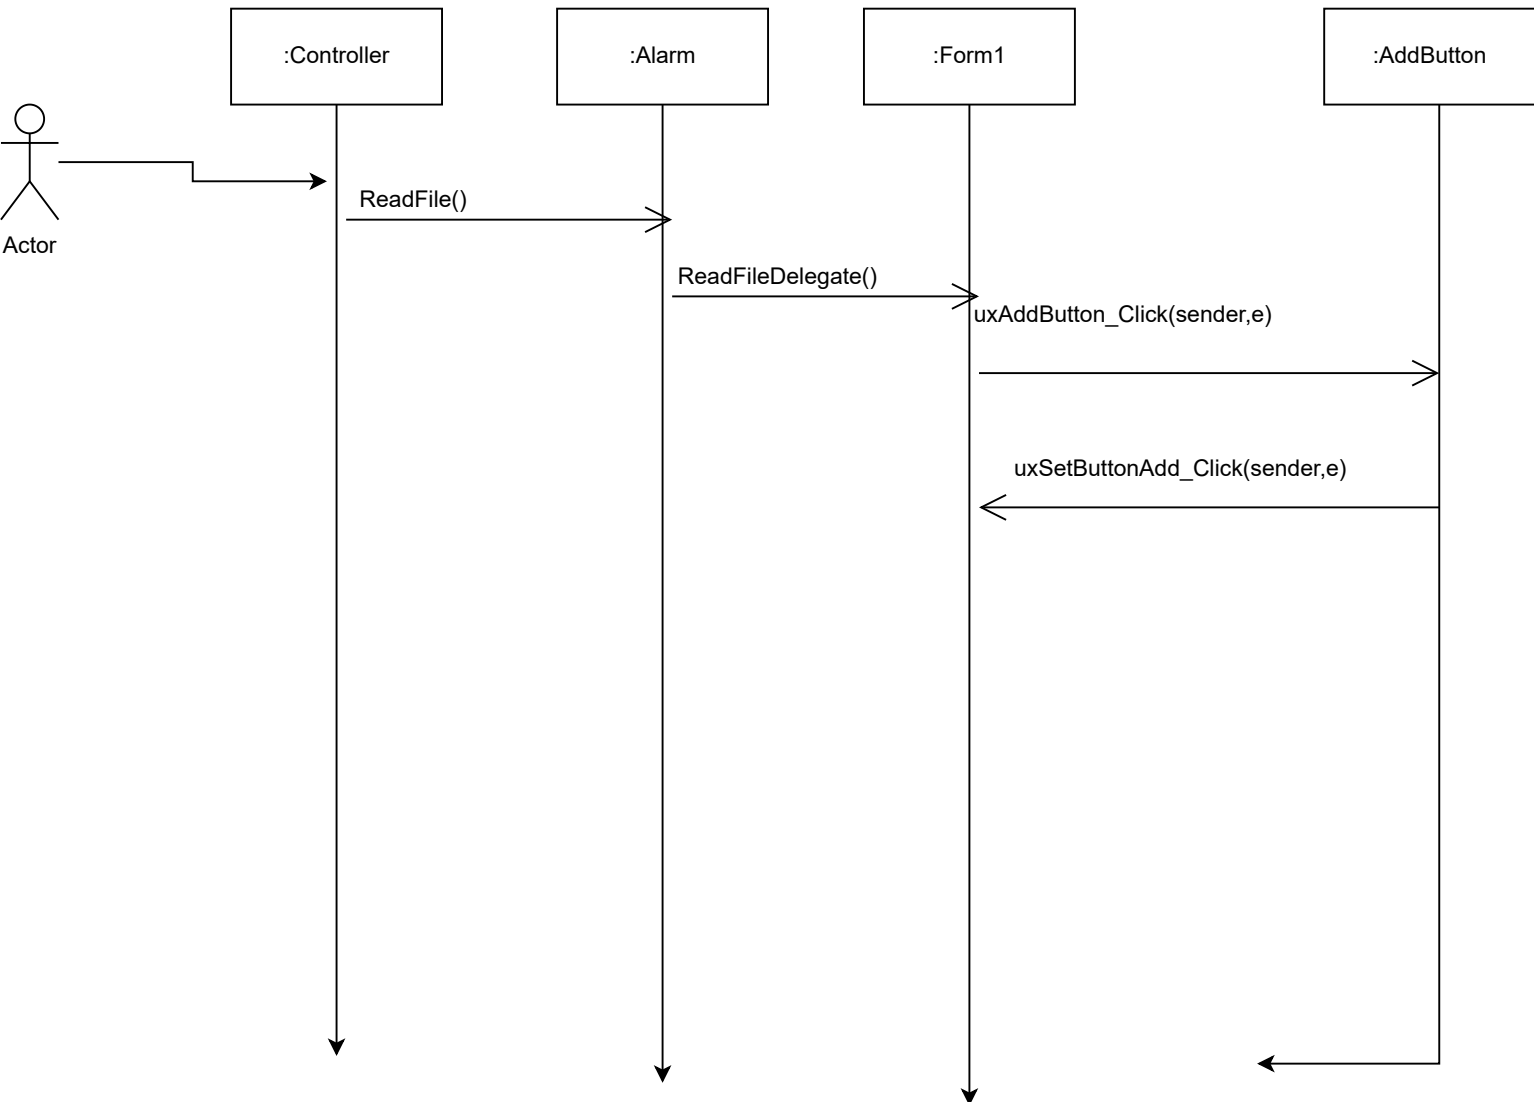 :Controller
:Alarm
:Form1
:AddButton
ReadFile()
Actor
ReadFileDelegate()
uxAddButton_Click(sender,e)
uxSetButtonAdd_Click(sender,e)